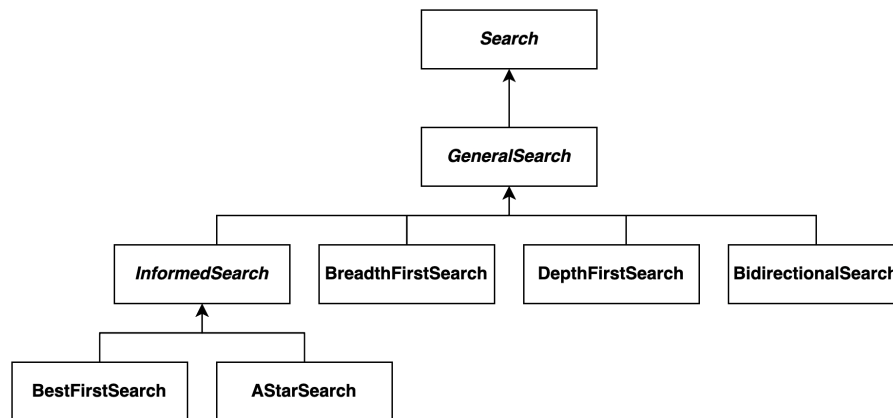 Search
GeneralSearch
InformedSearch
BreadthFirstSearch
DepthFirstSearch
BidirectionalSearch
BestFirstSearch
AStarSearch